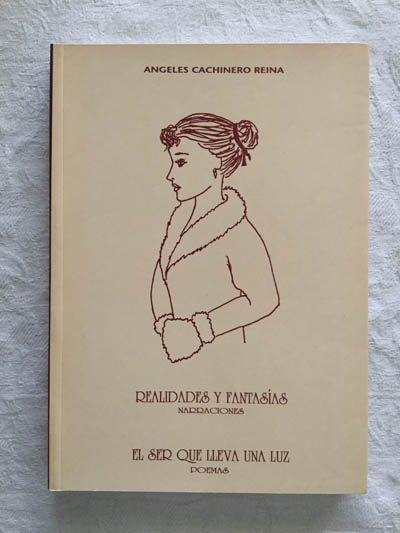 ANGELES CACHINERO REINA
REALIDADES Y FANTASÍAS
NARRACIONES
EL SER QUE LLEVA UNA LUZ
POEMAS